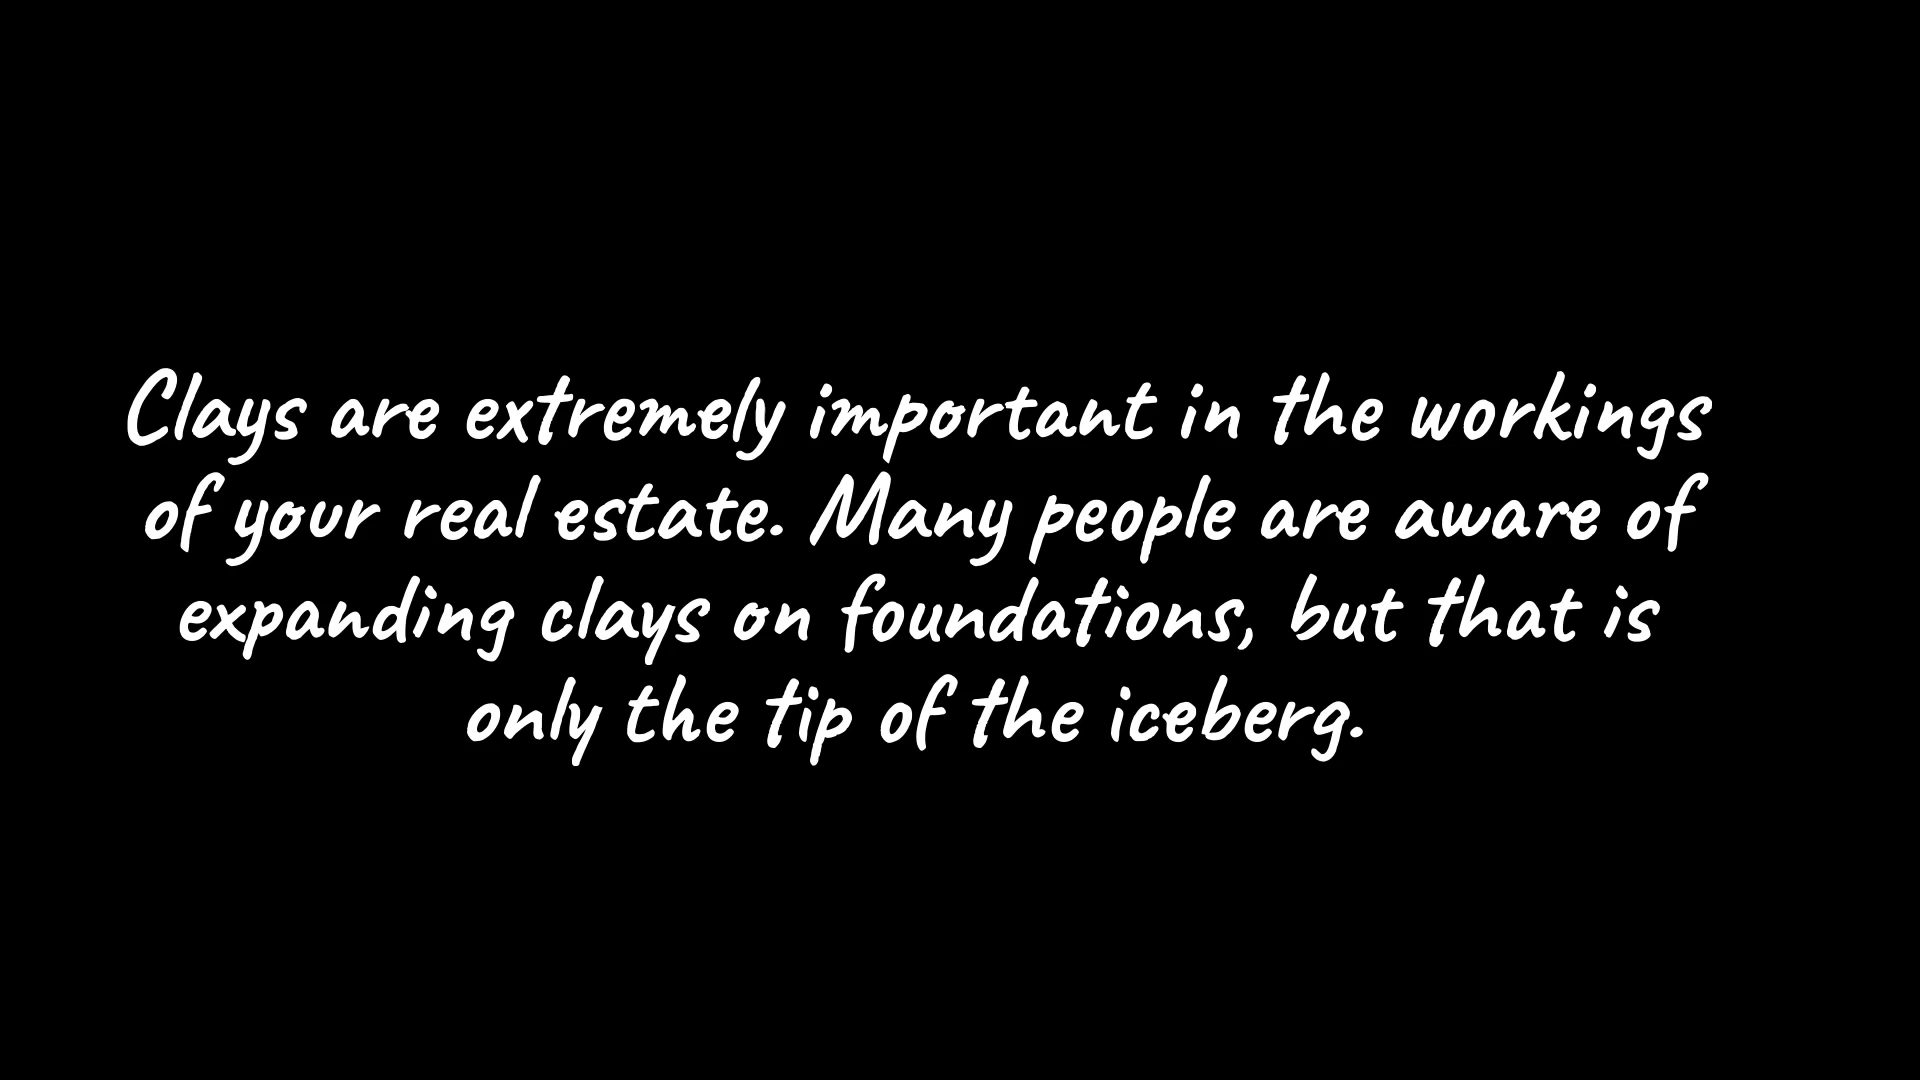 Clays are extremely important in the workings
of your real estate. Many people are aware of
expanding clays on foundations, but that is
only the tip of the iceberg.